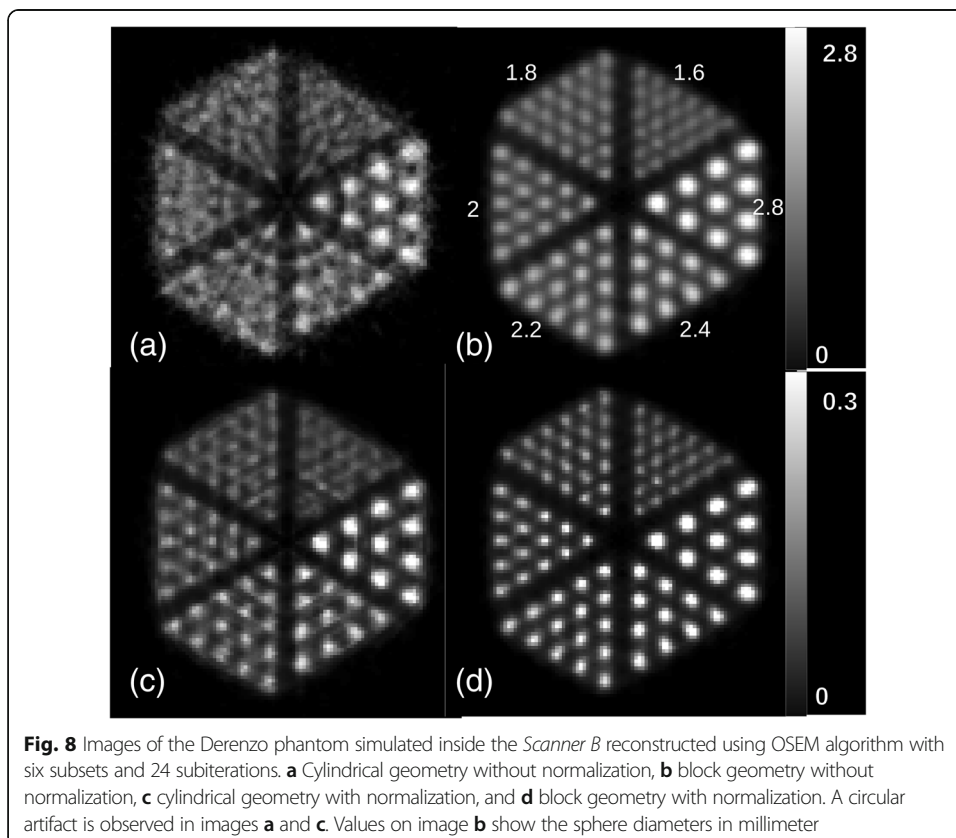 1.8
1.6
2.8
2
2.8
2.2
2.4
(a)
(b)
0
0.3
(c)
(d)
0
Fig. 8 Images of the Derenzo phantom simulated inside the Scanner B reconstructed using OSEM algorithm with
six subsets and 24 subiterations. a Cylindrical geometry without normalization, b block geometry without
normalization, c cylindrical geometry with normalization, and d block geometry with normalization. A circular
artifact is observed in images a and c. Values on image b show the sphere diameters in millimeter